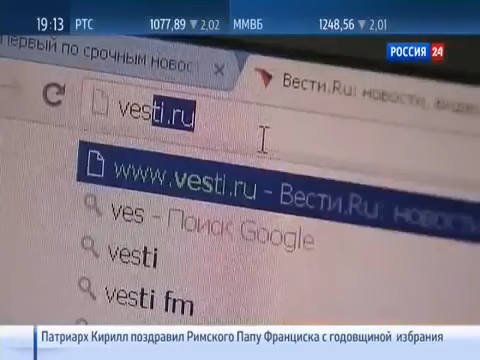 19:13 РТС 1077,89 ▼ 2,02 ММВБ 1248,56 ▼ 2,01
РОССИЯ 24
Первый по срочным новос
Вести.Ru: новости, виде
vesti.ru
www.vesti.ru - Вести.Ru: новости
ves - Поиск Google
vesti
vesti fm
Патриарх Кирилл поздравил Римского Папу Франциска с годовщиной избрания